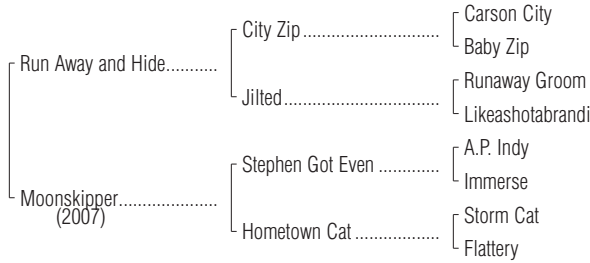 Carson City
City Zip
Baby Zip
Run Away and Hide
Runaway Groom
Jilted
Likeashotabrandi
A.P. Indy
Stephen Got Even
Immerse
Moonskipper
(2007)
Storm Cat
Hometown Cat
Flattery